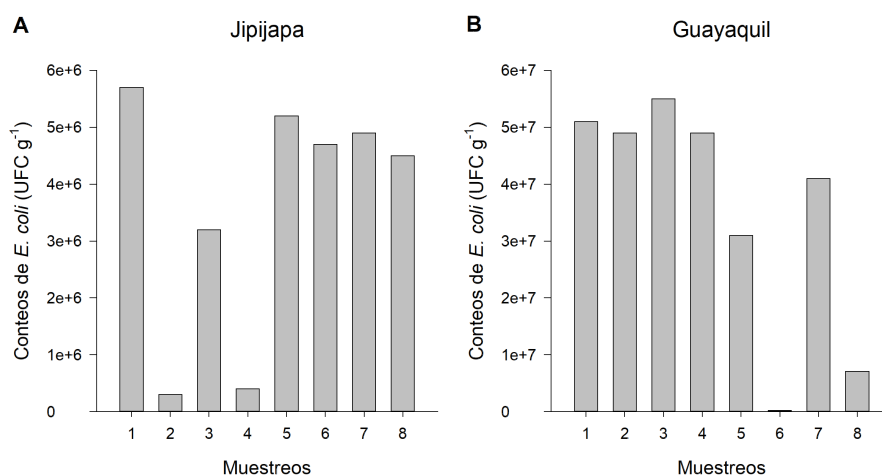 A
Jipijapa
Conteos de E. coli (UFC g⁻¹)
6e+6
5e+6
4e+6
3e+6
2e+6
1e+6
0
1 2 3 4 5 6 7 8
Muestreos
B
Guayaquil
Conteos de E. coli (UFC g⁻¹)
6e+7
5e+7
4e+7
3e+7
2e+7
1e+7
0
1 2 3 4 5 6 7 8
Muestreos